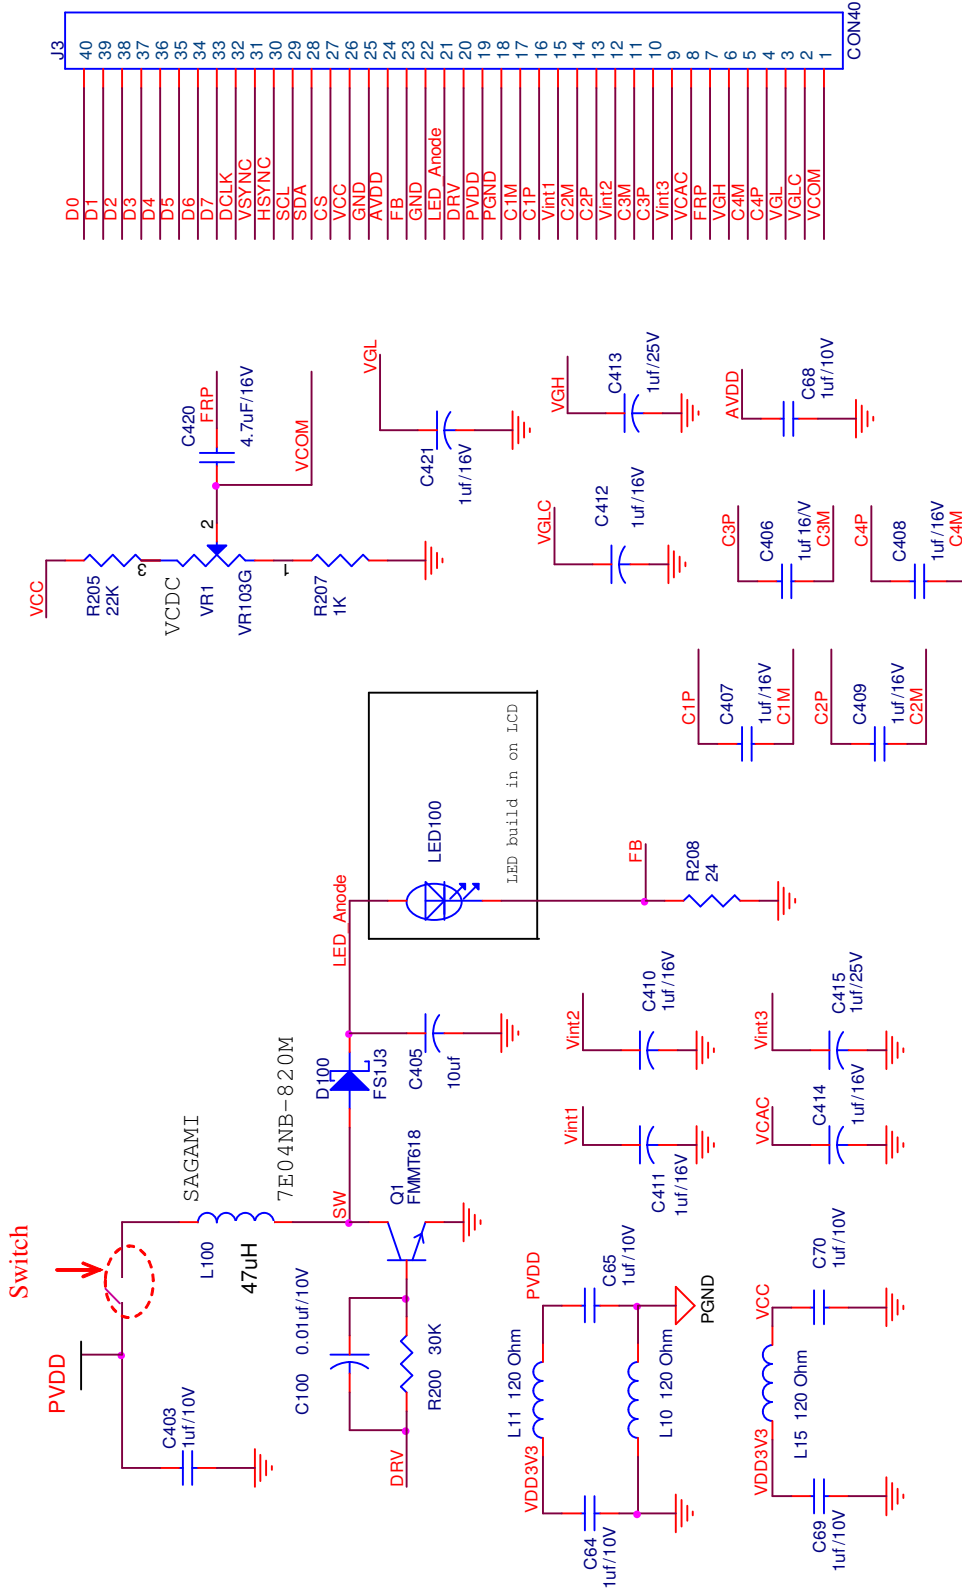 J3
40
39
38
37
36
35
34
33
32
31
30
29
28
27
26
25
24
23
22
21
20
19
18
17
16
15
14
13
12
11
10
9
8
7
6
5
4
3
2
1
CON40
D0
D1
D2
D3
D4
D5
D6
D7
DCLK
VSYNC
HSYNC
SCL
SDA
CS
VCC
GND
AVDD
FB
GND
LED_Anode
DRV
PVDD
PGND
C1M
C1P
Vint1
C2M
C2P
Vint2
C3M
C3P
Vint3
VCAC
FRP
VGH
C4M
C4P
VGL
VGLC
VCOM
VCC
R205
22K
3
VCDC
VR1
VR103G
2
1
R207
1K
C420
FRP
4.7uF/16V
VCOM
VGL
C421
1uf/16V
VGH
C413
1uf/25V
VGLC
C412
1uf/16V
AVDD
C68
1uf/10V
C3P
C406
1uf 16/V
C3M
C4P
C408
1uf/16V
C4M
C1P
C407
1uf/16V
C1M
C2P
C409
1uf/16V
C2M
Switch
PVDD
C403
1uf/10V
SAGAMI
L100
47uH
7E04NB-820M
SW
D100
FS1J3
LED_Anode
C405
10uf
LED100
LED build in on LCD
FB
R208
24
Q1
FMMT618
C100 0.01uf/10V
R200 30K
DRV
Vint2
C410
1uf/16V
Vint1
C411
1uf/16V
Vint3
C415
1uf/25V
VCAC
C414
1uf/16V
PVDD
L11 120 Ohm
VDD3V3
C65
1uf/10V
PGND
L10 120 Ohm
C64
1uf/10V
VCC
C70
1uf/10V
L15 120 Ohm
VDD3V3
C69
1uf/10V